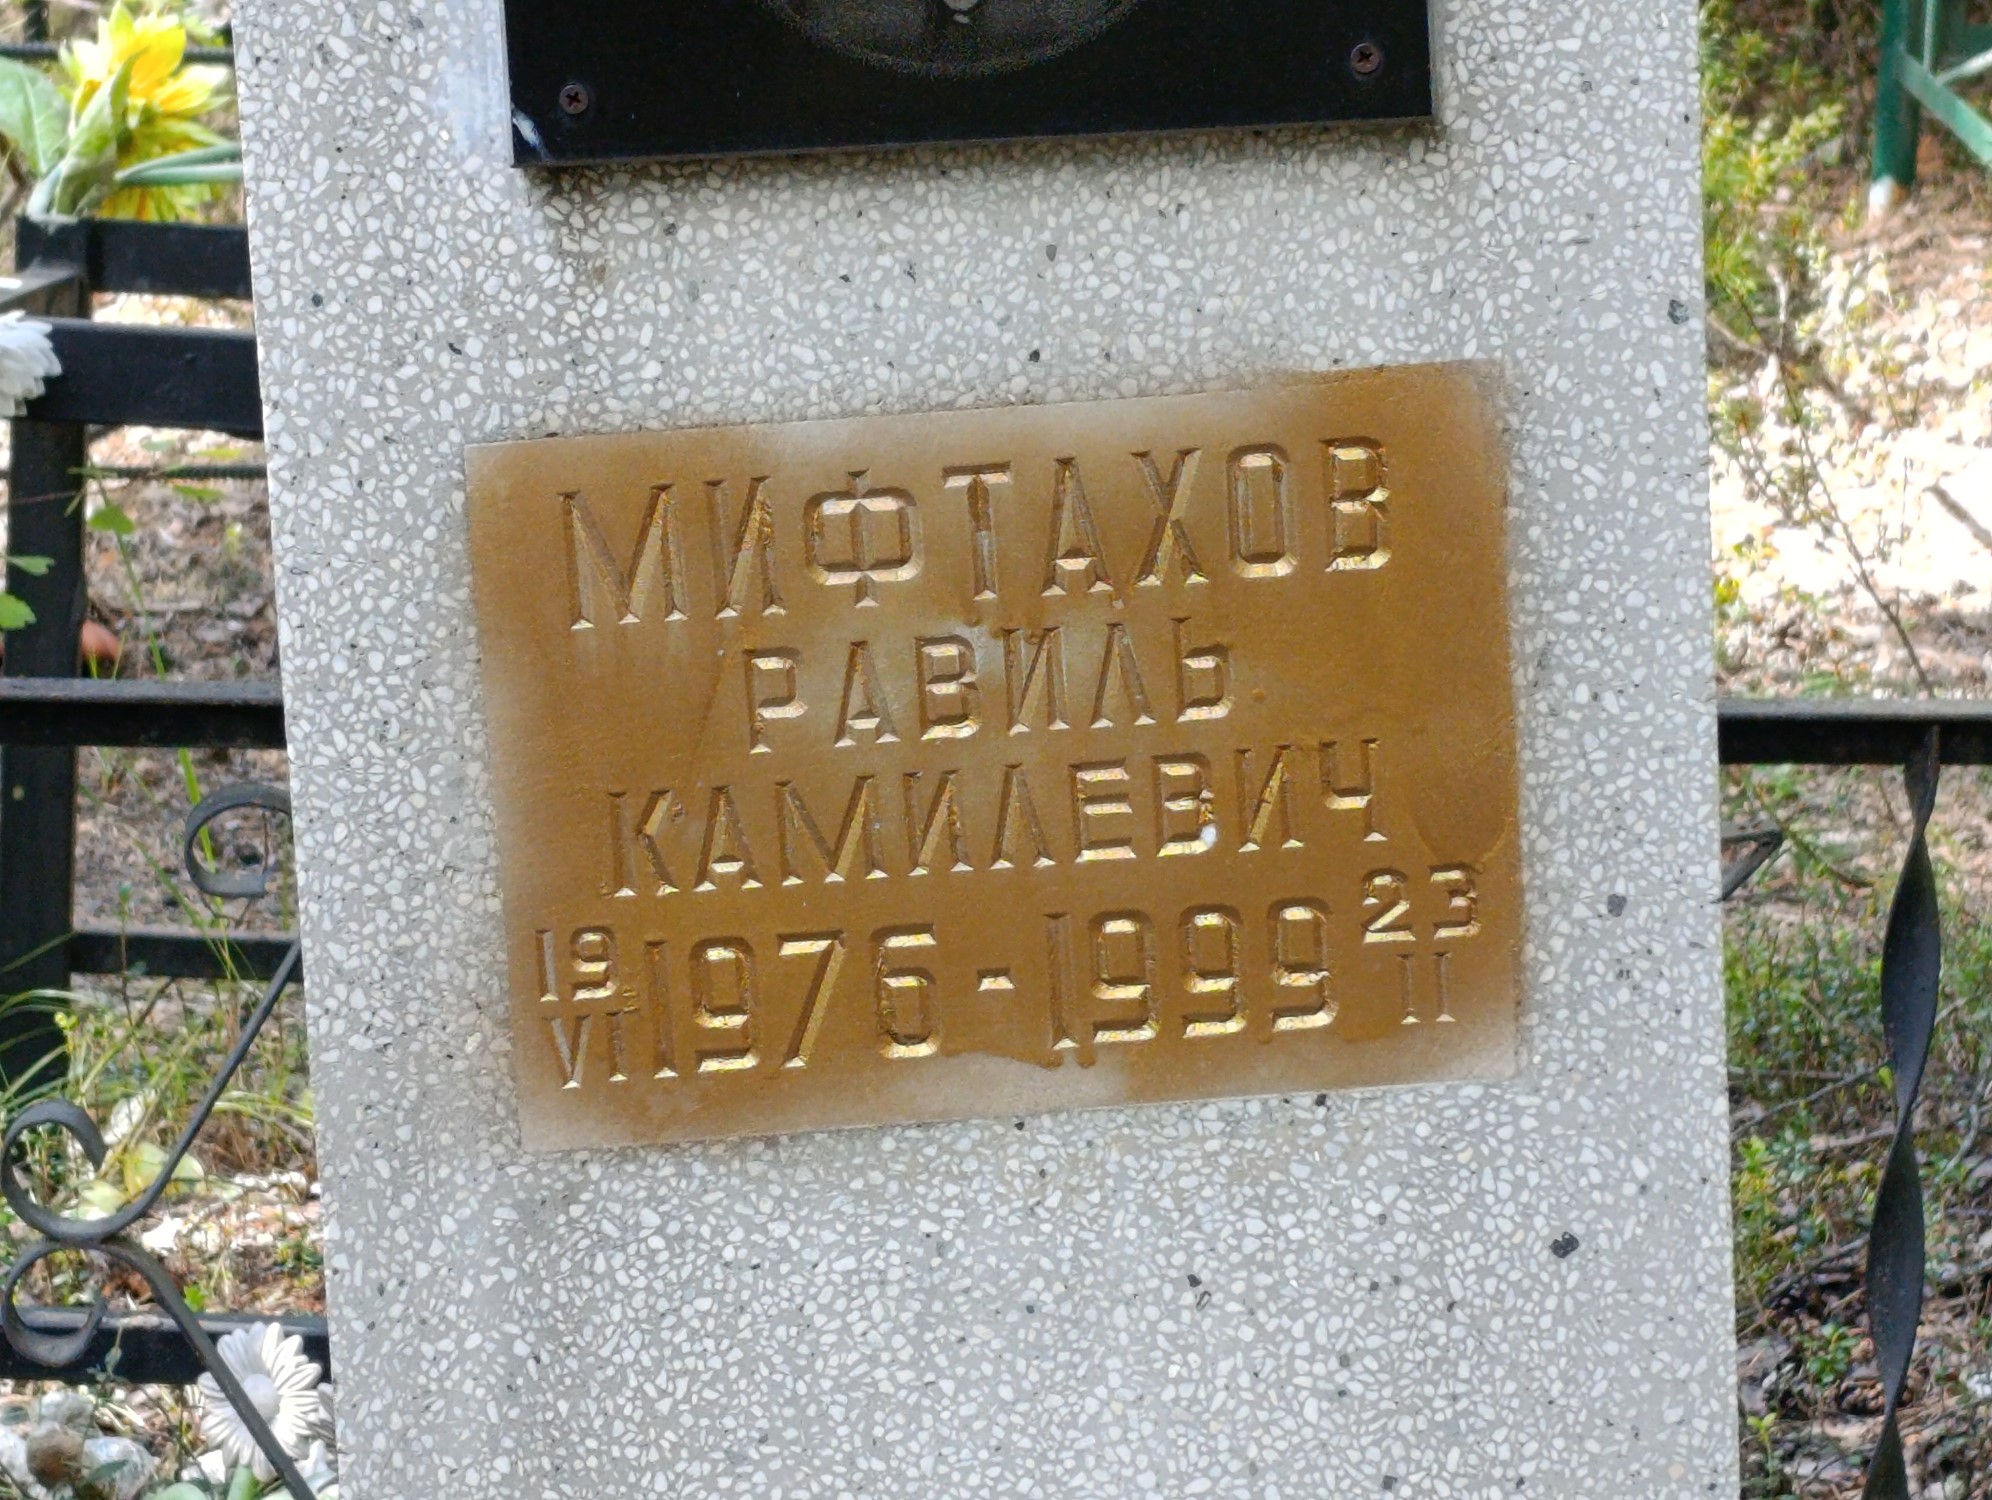 МИФТАХОВ
РАВИЛЬ
КАМИЛЕВИЧ
19 VI 1976 - 1999 23 II